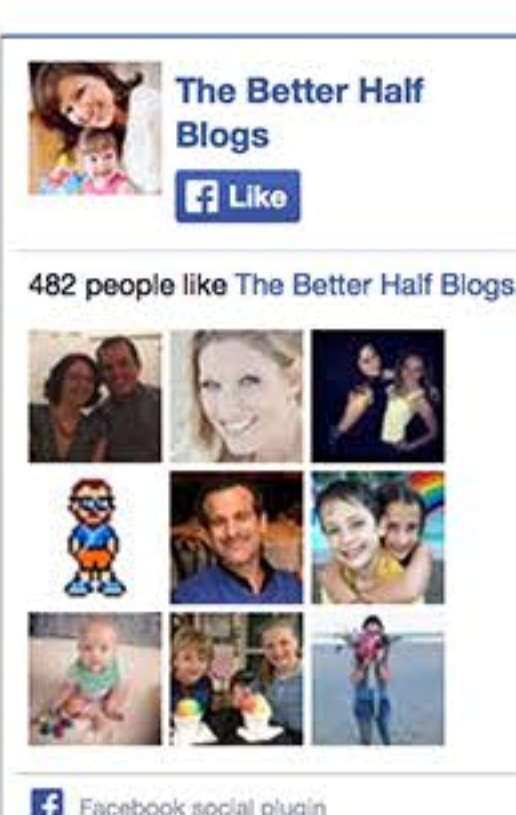 The Better Half
Blogs
f Like
482 people like The Better Half Blogs.
f Facebook social plugin